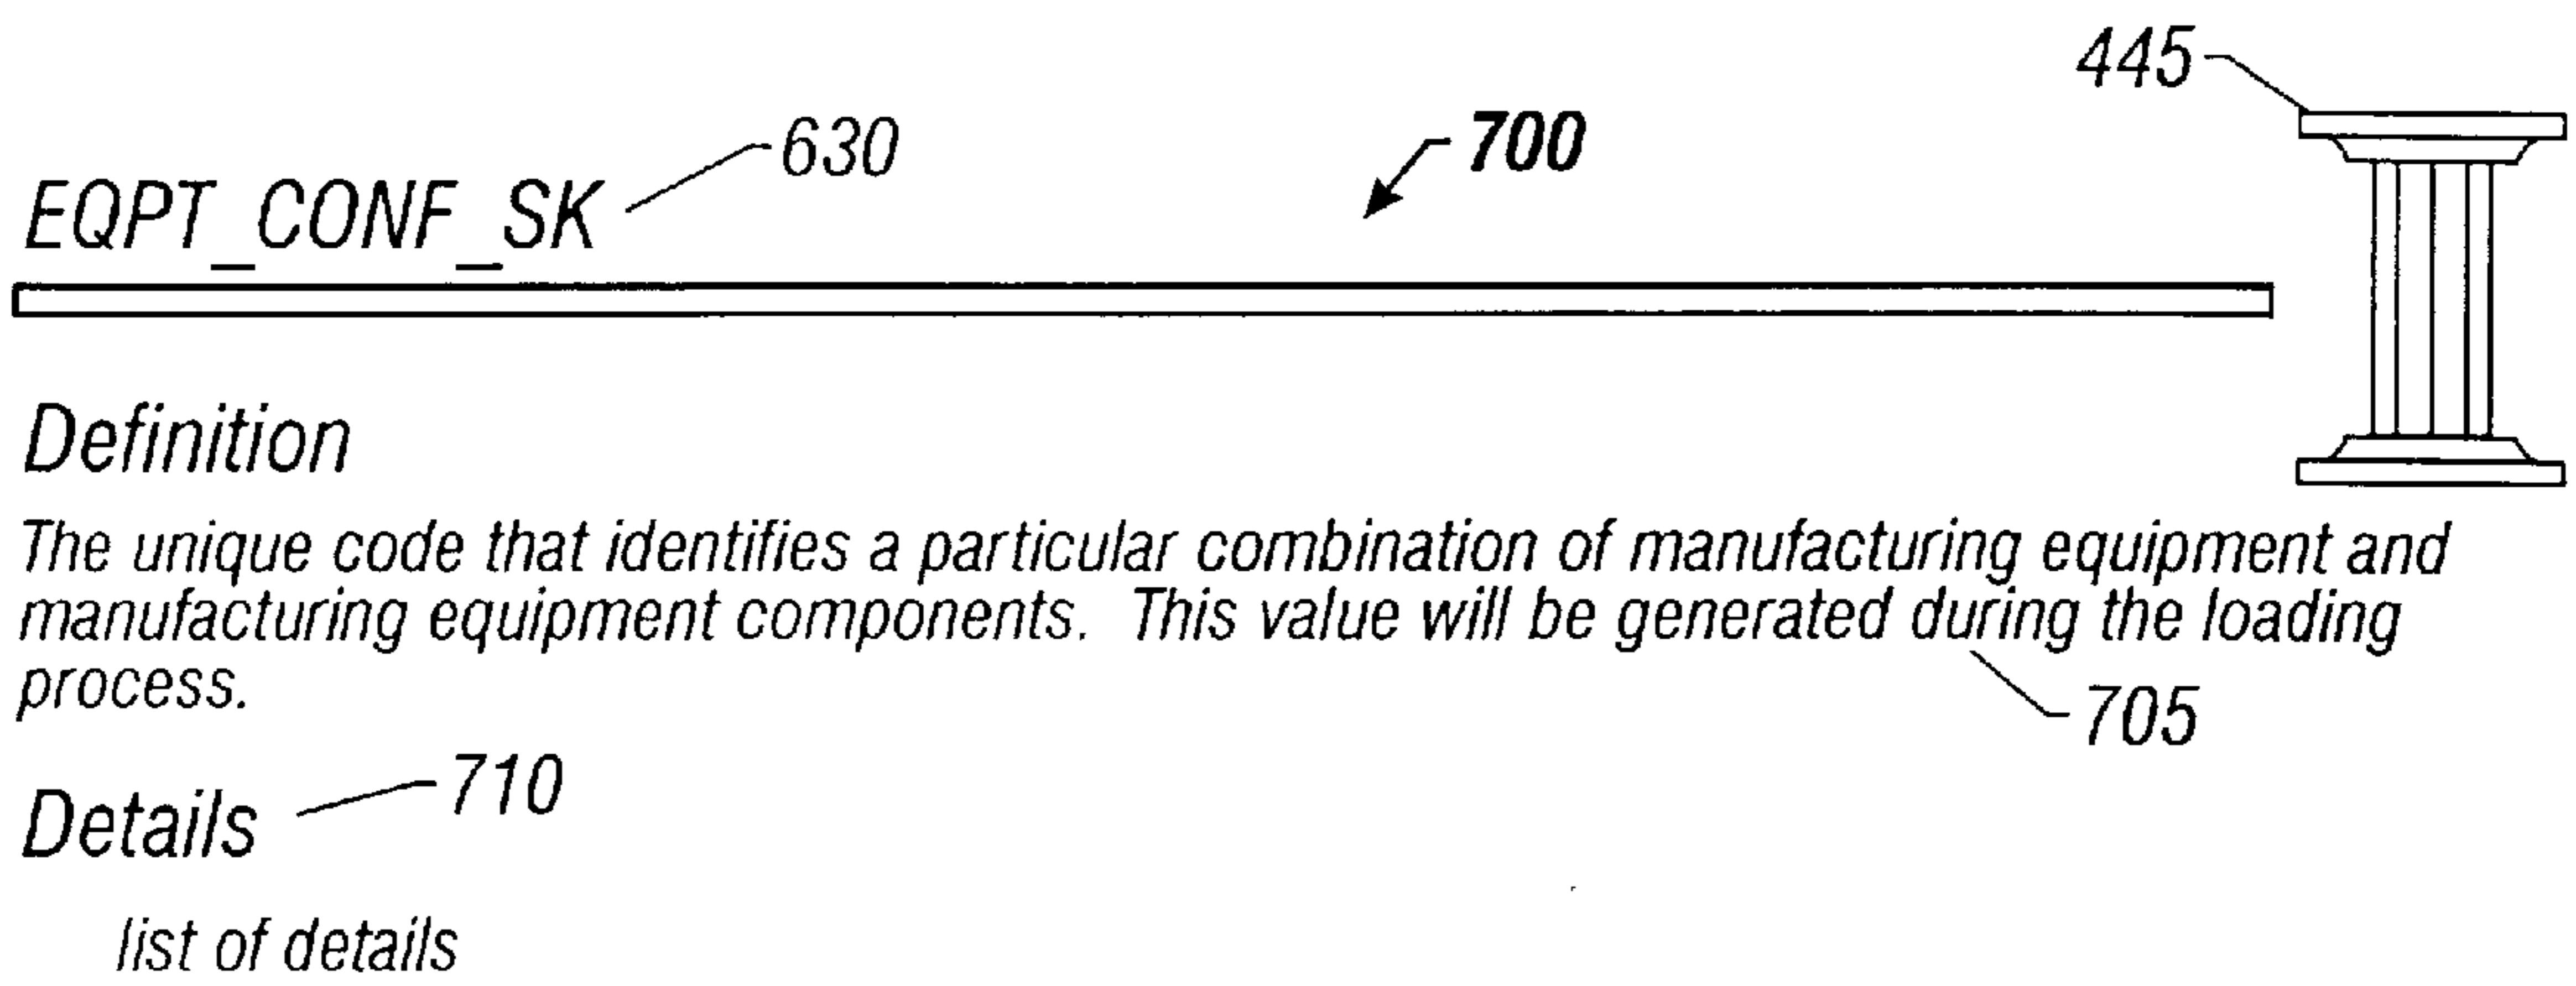 445
630
700
EQPT_CONF_SK
Definition
The unique code that identifies a particular combination of manufacturing equipment and
manufacturing equipment components. This value will be generated during the loading
process.
705
710
Details
list of details